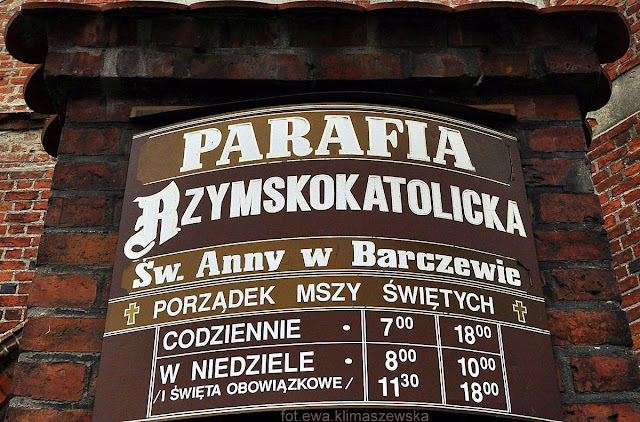 PARAFIA
RZYMSKOKATOLICKA
Św. Anny w Barczewie
PORZĄDEK MSZY ŚWIĘTYCH
CODZIENNIE • 7⁰⁰ 18⁰⁰
W NIEDZIELE • 8⁰⁰ 10⁰⁰
/I ŚWIĘTA OBOWIĄZKOWE/ 11³⁰ 18⁰⁰
fot.ewa.klimaszewska